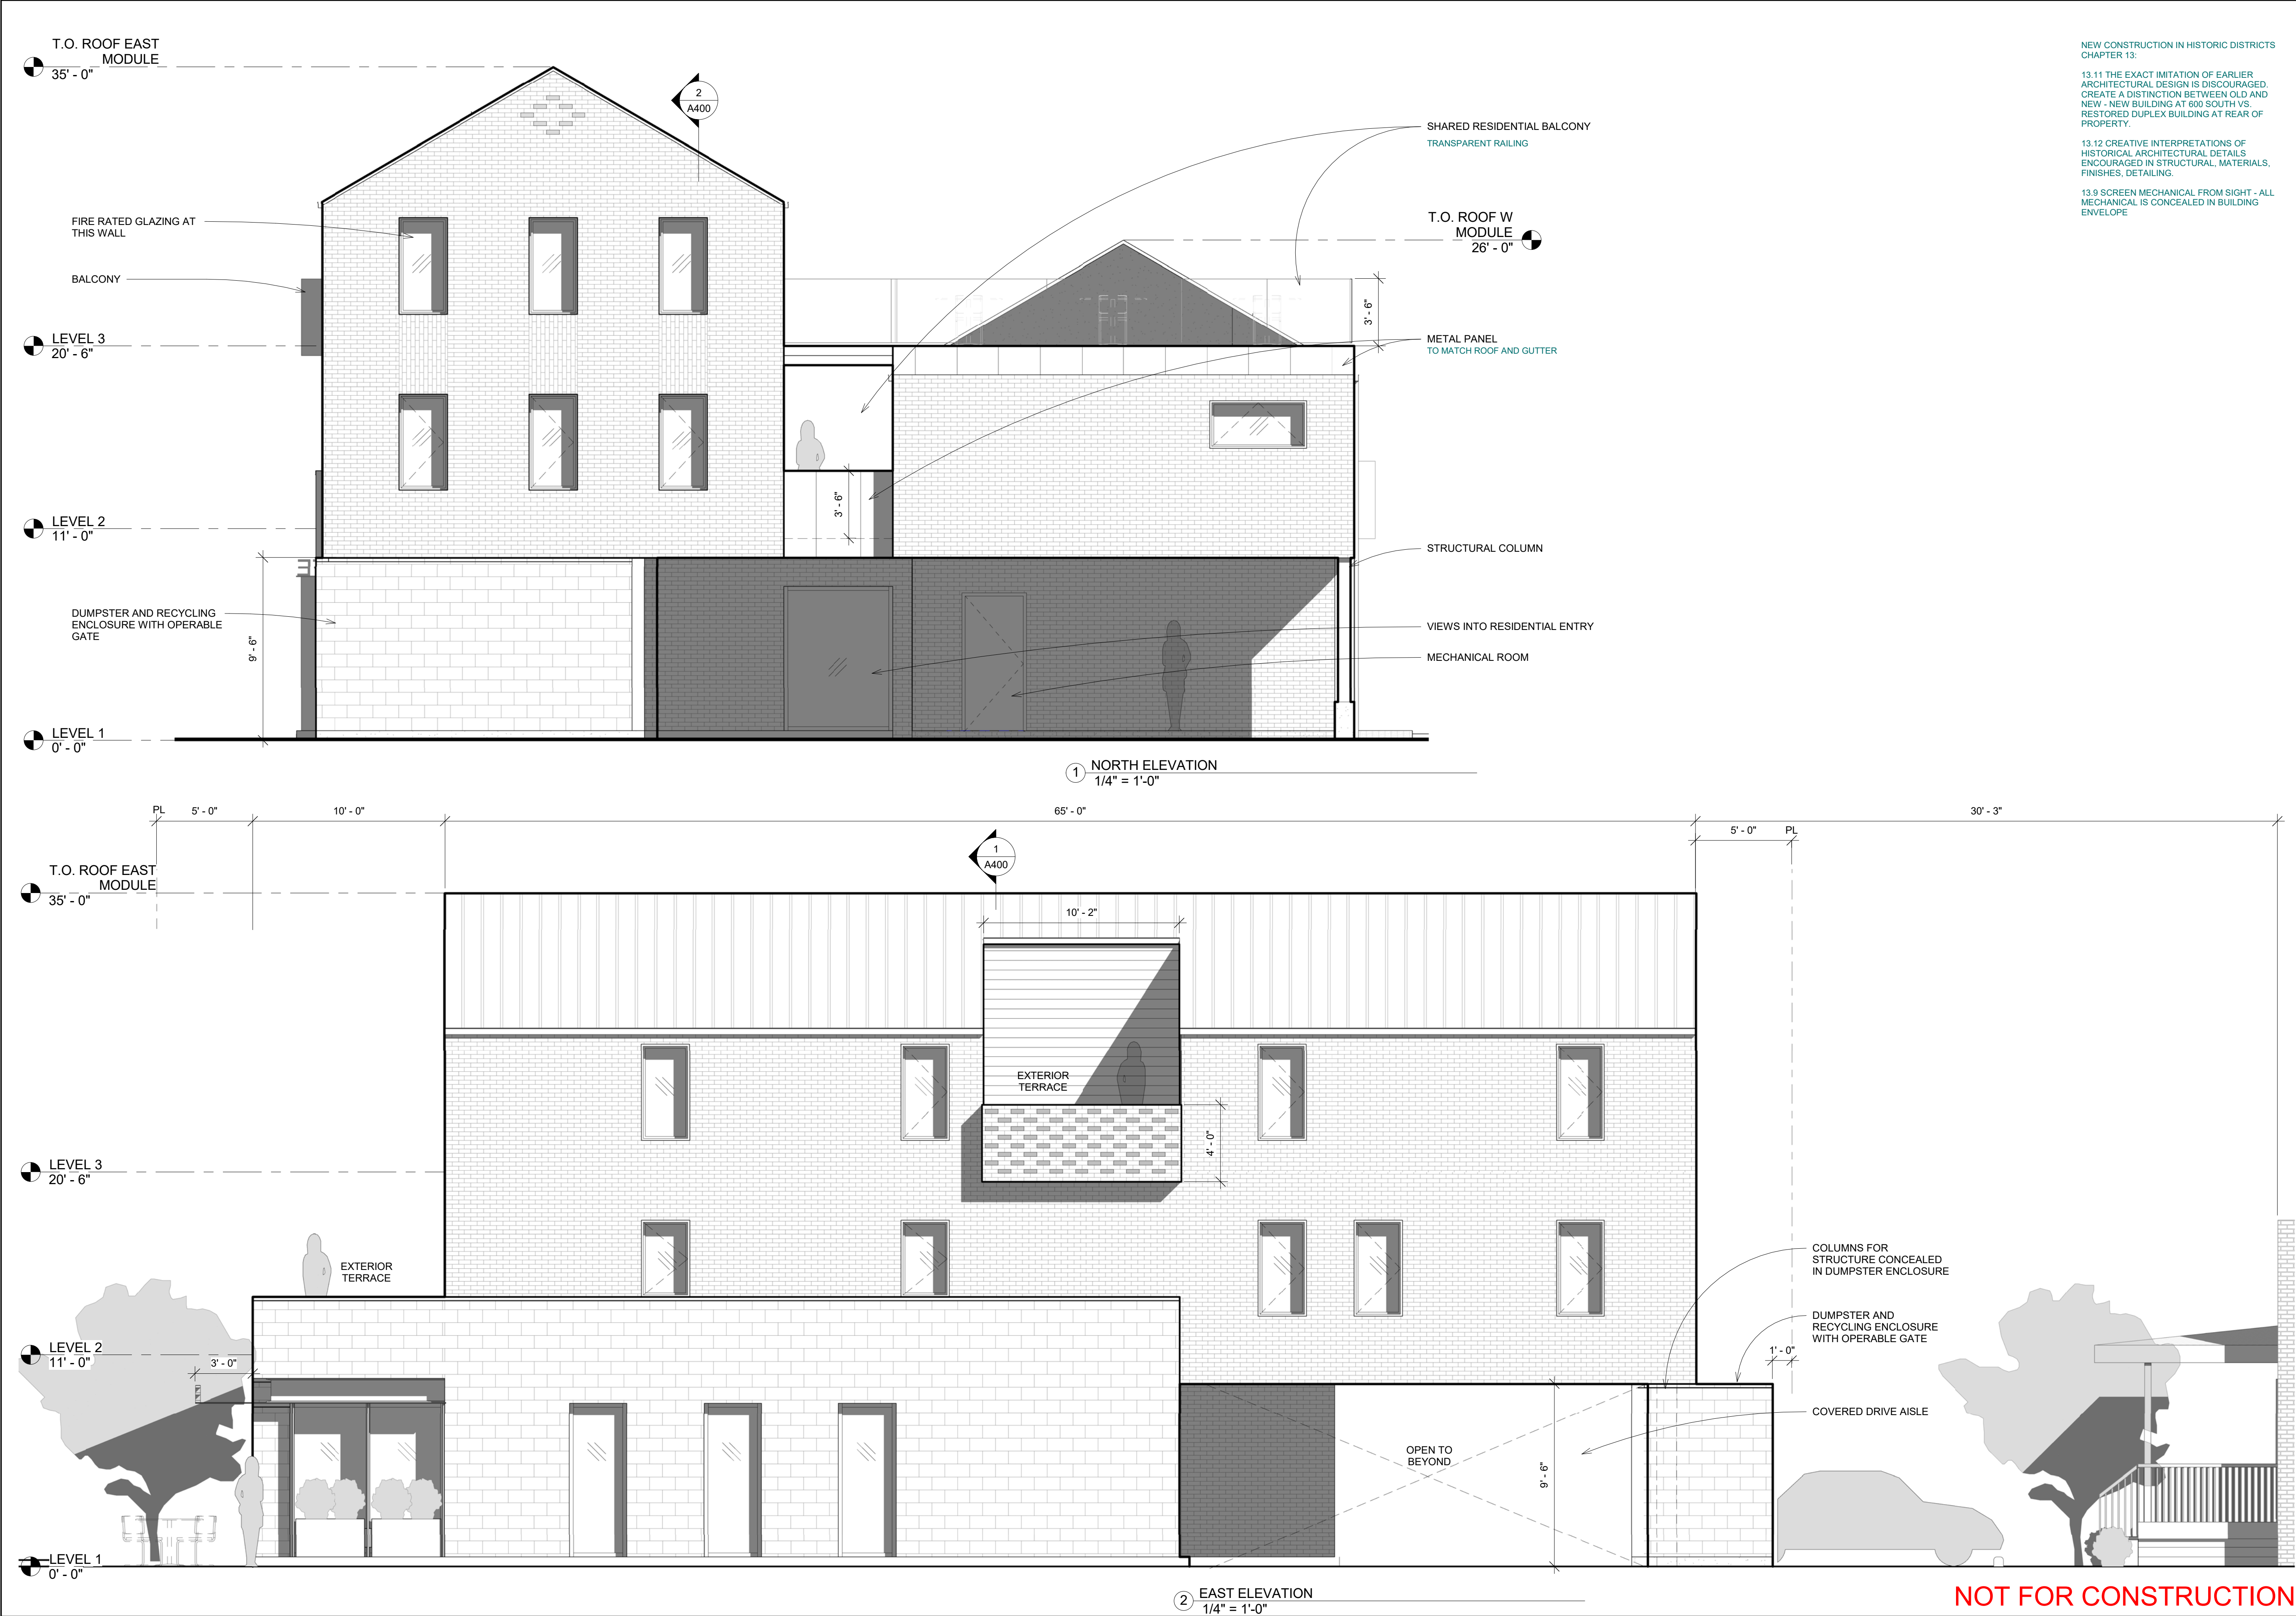 T.O. ROOF EAST
MODULE
35' - 0"
2
A400
SHARED RESIDENTIAL BALCONY
TRANSPARENT RAILING
NEW CONSTRUCTION IN HISTORIC DISTRICTS
CHAPTER 13:
13.11 THE EXACT IMITATION OF EARLIER
ARCHITECTURAL DESIGN IS DISCOURAGED.
CREATE A DISTINCTION BETWEEN OLD AND
NEW - NEW BUILDING AT 600 SOUTH VS.
RESTORED DUPLEX BUILDING AT REAR OF
PROPERTY.
13.12 CREATIVE INTERPRETATIONS OF
HISTORICAL ARCHITECTURAL DETAILS
ENCOURAGED IN STRUCTURAL, MATERIALS,
FINISHES, DETAILING.
13.9 SCREEN MECHANICAL FROM SIGHT - ALL
MECHANICAL IS CONCEALED IN BUILDING
ENVELOPE
FIRE RATED GLAZING AT
THIS WALL
T.O. ROOF W
MODULE
26' - 0"
BALCONY
3' - 6"
LEVEL 3
20' - 6"
METAL PANEL
TO MATCH ROOF AND GUTTER
3' - 6"
LEVEL 2
11' - 0"
STRUCTURAL COLUMN
DUMPSTER AND RECYCLING
ENCLOSURE WITH OPERABLE
GATE
9' - 6"
VIEWS INTO RESIDENTIAL ENTRY
MECHANICAL ROOM
LEVEL 1
0' - 0"
1
NORTH ELEVATION
1/4" = 1'-0"
PL
5' - 0"
10' - 0"
65' - 0"
30' - 3"
5' - 0"
PL
1
A400
T.O. ROOF EAST
MODULE
35' - 0"
10' - 2"
EXTERIOR
TERRACE
4' - 0"
LEVEL 3
20' - 6"
EXTERIOR
TERRACE
COLUMNS FOR
STRUCTURE CONCEALED
IN DUMPSTER ENCLOSURE
DUMPSTER AND
RECYCLING ENCLOSURE
WITH OPERABLE GATE
LEVEL 2
11' - 0"
3' - 0"
1' - 0"
COVERED DRIVE AISLE
OPEN TO
BEYOND
9' - 6"
LEVEL 1
0' - 0"
2
EAST ELEVATION
1/4" = 1'-0"
NOT FOR CONSTRUCTION